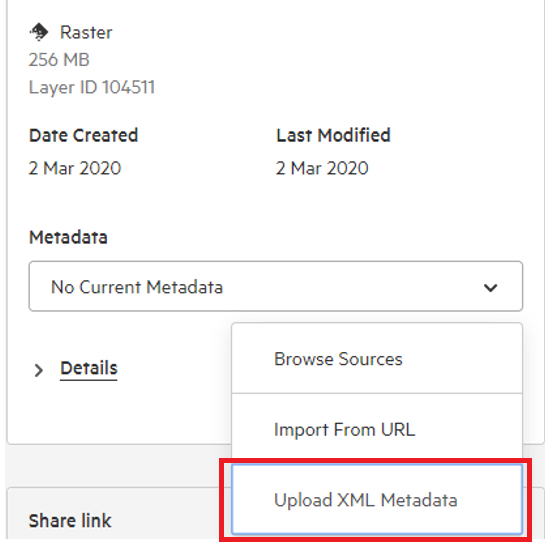 Raster
256 MB
Layer ID 104511
Date Created
Last Modified
2 Mar 2020
2 Mar 2020
Metadata
No Current Metadata
Details
Browse Sources
Import From URL
Upload XML Metadata
Share link